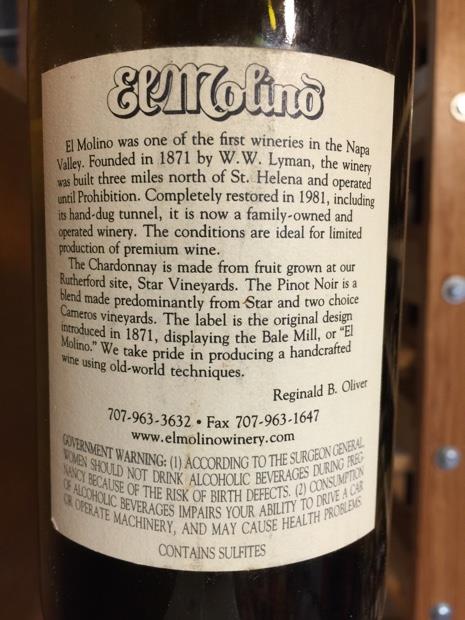 El Molino
El Molino was one of the first wineries in the Napa
Valley. Founded in 1871 by W.W. Lyman, the winery
was built three miles north of St. Helena and operated
until Prohibition. Completely restored in 1981, including
its hand-dug tunnel, it is now a family-owned and
operated winery. The conditions are ideal for limited
production of premium wine.
The Chardonnay is made from fruit grown at our
Rutherford site, Star Vineyards. The Pinot Noir is a
blend made predominantly from Star and two choice
Carneros vineyards. The label is the original design
introduced in 1871, displaying the Bale Mill, or "El
Molino." We take pride in producing a handcrafted
wine using old-world techniques.
Reginald B. Oliver
707-963-3632 • Fax 707-963-1647
www.elmolinowinery.com
GOVERNMENT WARNING: (1) ACCORDING TO THE SURGEON GENERAL,
WOMEN SHOULD NOT DRINK ALCOHOLIC BEVERAGES DURING PREG-
NANCY BECAUSE OF THE RISK OF BIRTH DEFECTS. (2) CONSUMPTION
OF ALCOHOLIC BEVERAGES IMPAIRS YOUR ABILITY TO DRIVE A CAR
OR OPERATE MACHINERY, AND MAY CAUSE HEALTH PROBLEMS.
CONTAINS SULFITES